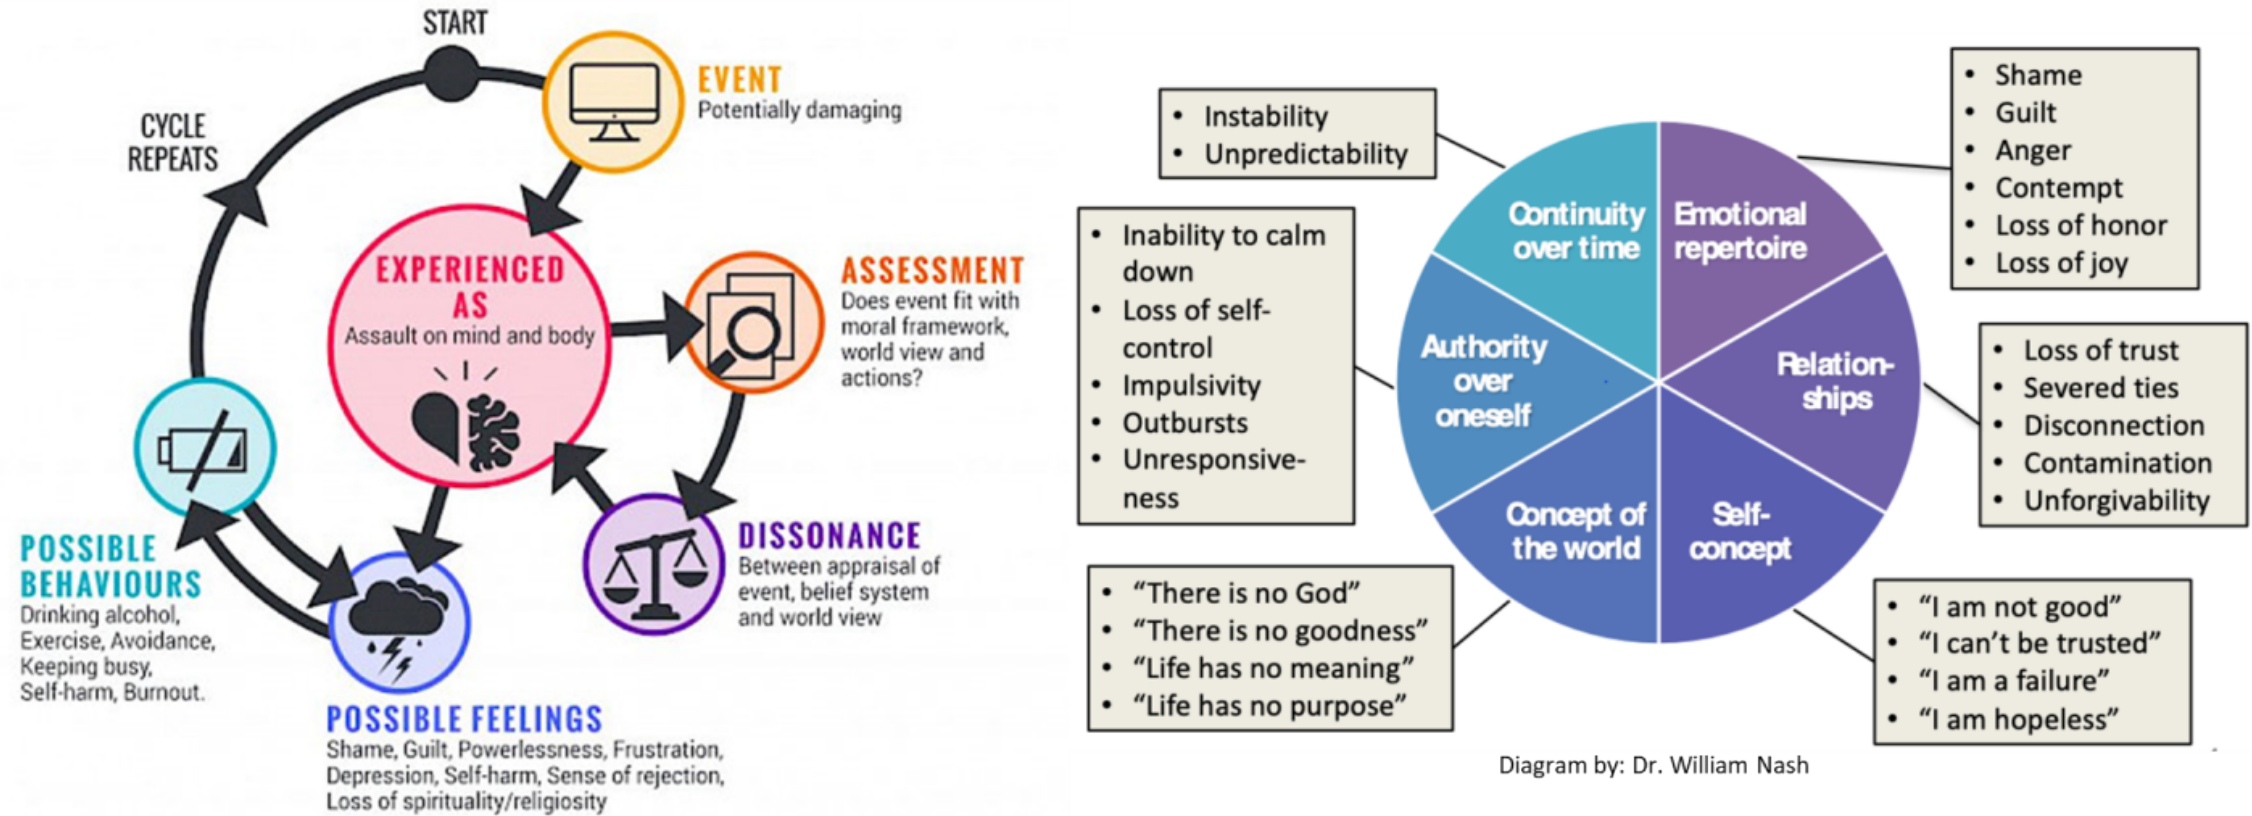 START
EVENT
Potentially damaging
CYCLE
REPEATS
EXPERIENCED
AS
Assault on mind and body
ASSESSMENT
Does event fit with
moral framework,
world view and
actions?
DISSONANCE
Between appraisal of
event, belief system
and world view
POSSIBLE
BEHAVIOURS
Drinking alcohol,
Exercise, Avoidance,
Keeping busy,
Self-harm, Burnout.
POSSIBLE FEELINGS
Shame, Guilt, Powerlessness, Frustration,
Depression, Self-harm, Sense of rejection,
Loss of spirituality/religiosity
• Instability
• Unpredictability
• Inability to calm
down
• Loss of self-
control
• Impulsivity
• Outbursts
• Unresponsive-
ness
• "There is no God"
• "There is no goodness"
• "Life has no meaning"
• "Life has no purpose"
Continuity
over time
Emotional
repertoire
Authority
over
oneself
Relation-
ships
Concept of
the world
Self-
concept
• Shame
• Guilt
• Anger
• Contempt
• Loss of honor
• Loss of joy
• Loss of trust
• Severed ties
• Disconnection
• Contamination
• Unforgivability
• "I am not good"
• "I can't be trusted"
• "I am a failure"
• "I am hopeless"
Diagram by: Dr. William Nash